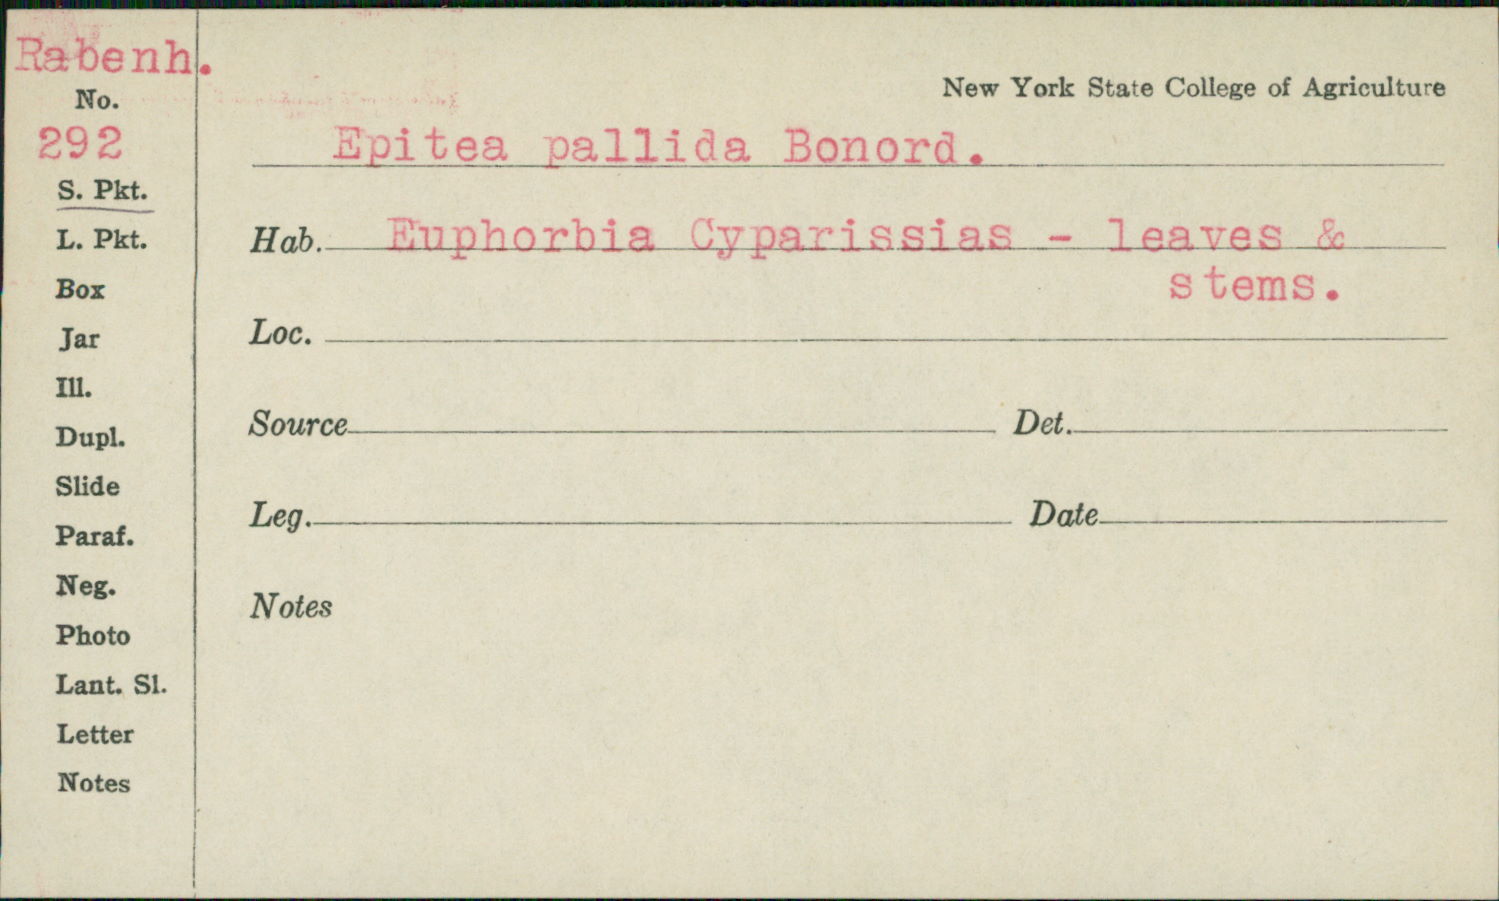 Rabenh.
No.
292
S. Pkt.
L. Pkt.
Box
Jar
Ill.
Dupl.
Slide
Paraf.
Neg.
Photo
Lant. Sl.
Letter
Notes
New York State College of Agriculture
Epitea pallida Bonord.
Hab. Euphorbia Cyparissias - leaves &
stems.
Loc.
Source Det.
Leg. Date
Notes